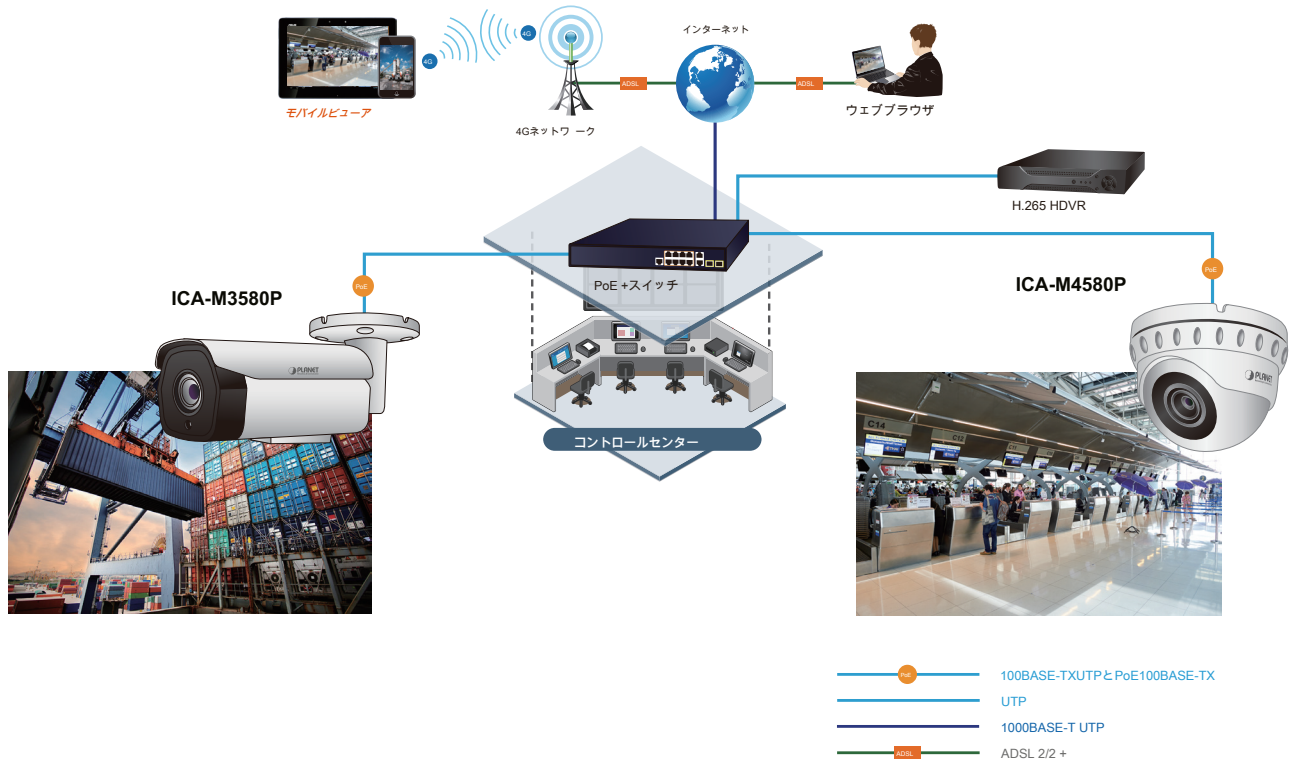 4G
4G
インターネット
ADSL
ADSL
モバイルビューア
4Gネットワ ーク
ウェブブラウザ
H.265 HDVR
PoE +スイッチ
PoE
PoE
ICA-M3580P
ICA-M4580P
PLANET
PLANET
コントロールセンター
C14
C12
PoE
100BASE-TXUTPとPoE100BASE-TX
UTP
1000BASE-T UTP
ADSL
ADSL 2/2 +